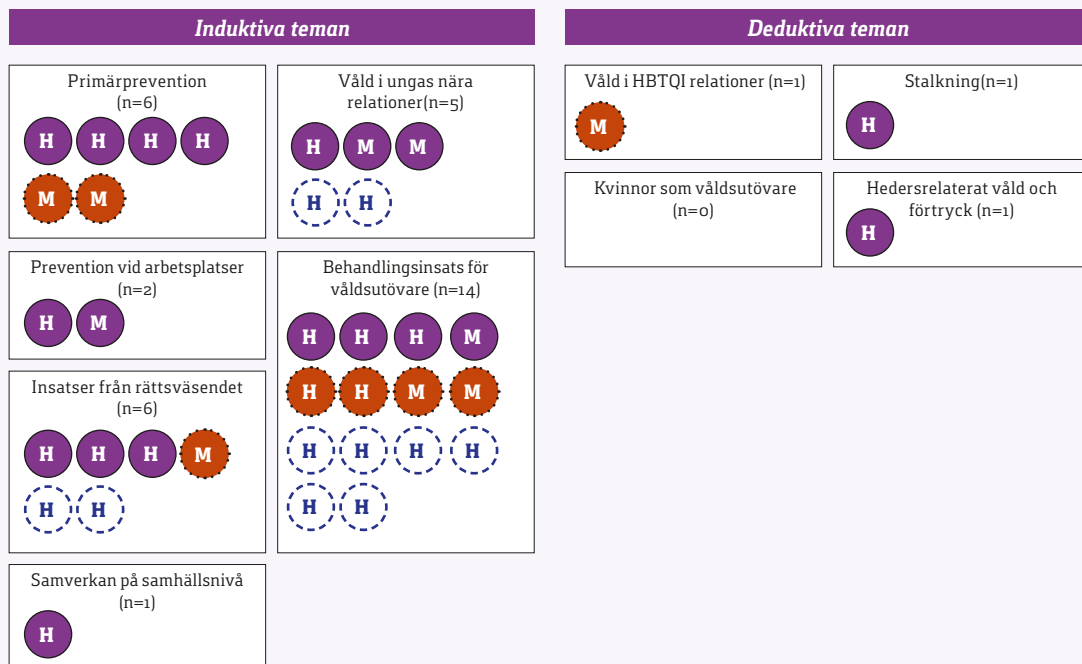 Induktiva teman
Primärprevention
(n=6)
H H H H
M M
Våld i ungas nära
relationer(n=5)
H M M
H H
Prevention vid arbetsplatser
(n=2)
H M
Behandlingsinsats för
våldsutövare (n=14)
H H H M
H H M M
H H H H
H H
Insatser från rättsväsendet
(n=6)
H H H M
H H
Samverkan på samhällsnivå
(n=1)
H
Deduktiva teman
Våld i HBTQI relationer (n=1)
M
Stalkning(n=1)
H
Kvinnor som våldsutövare
(n=0)
Hedersrelaterat våld och
förtryck (n=1)
H